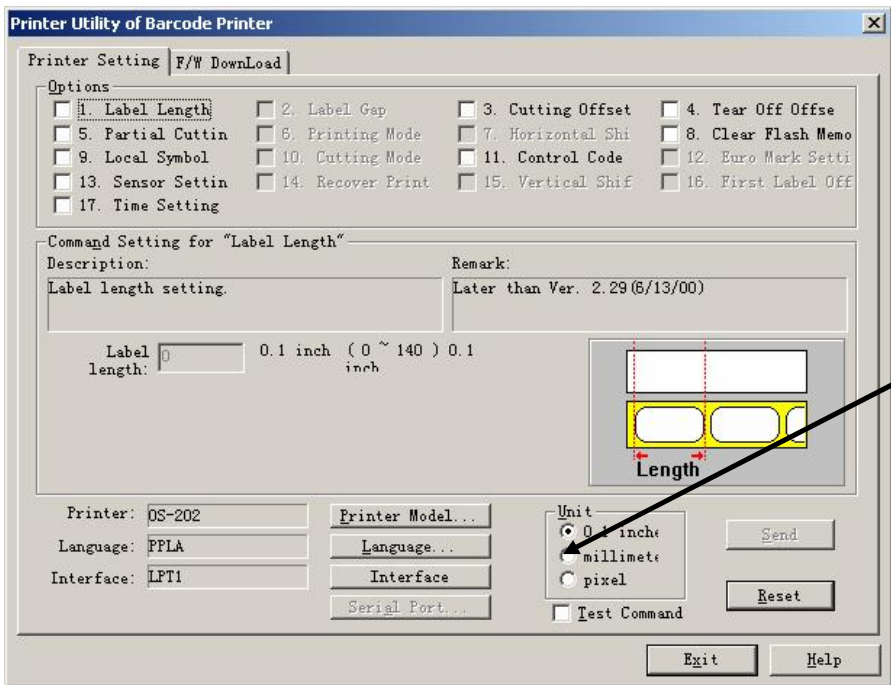 Printer Utility of Barcode Printer
Printer Setting F/W DownLoad
Options
1. Label Length 2. Label Gap 3. Cutting Offset 4. Tear Off Offse
5. Partial Cuttin 6. Printing Mode 7. Horizontal Shi 8. Clear Flash Memo
9. Local Symbol 10. Cutting Mode 11. Control Code 12. Euro Mark Setti
13. Sensor Settin 14. Recover Print 15. Vertical Shif 16. First Label Off
17. Time Setting
Command Setting for "Label Length"
Description: Remark:
Label length setting. Later than Ver. 2.29(6/13/00)
Label 0 0.1 inch ( 0 ~ 140 ) 0.1
length: inch
Length
Printer: OS-202 Printer Model... Unit
0.1 inche Send
Language: PPLA Language... millimete
Interface: LPT1 Interface pixel Reset
Serial Port... Test Command
Exit Help